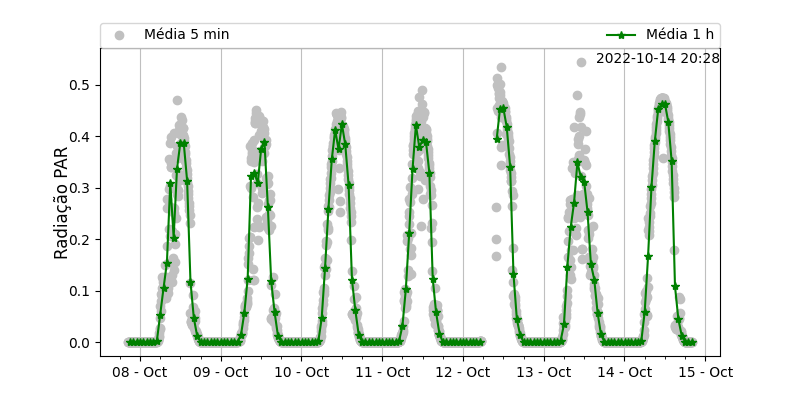 Média 5 min
Média 1 h
2022-10-14 20:28
Radiação PAR
0.5
0.4
0.3
0.2
0.1
0.0
08 - Oct
09 - Oct
10 - Oct
11 - Oct
12 - Oct
13 - Oct
14 - Oct
15 - Oct